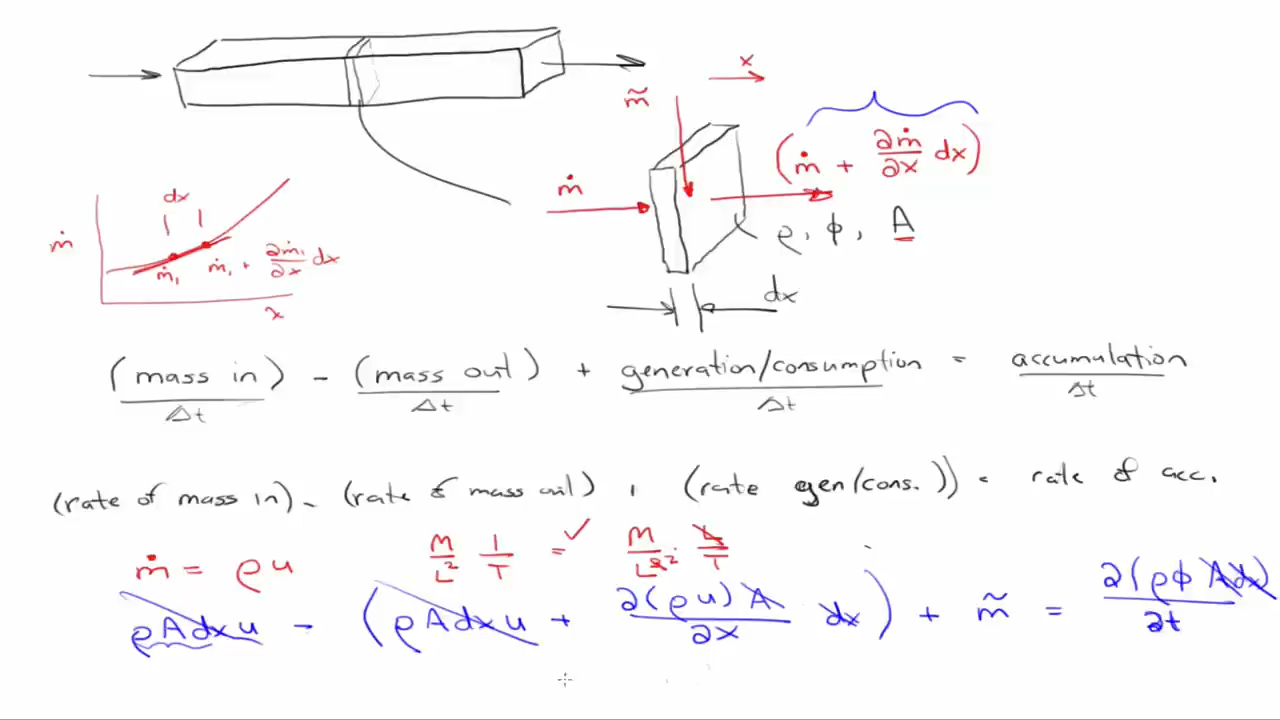 x
m̃
(ṁ + ∂ṁ/∂x dx)
ṁ
ρ, φ, A
dx
ṁ
ṁ₁
ṁ₁ + ∂ṁ₁/∂x dx
x
dx
(mass in)/Δt - (mass out)/Δt + generation/consumption/Δt = accumulation/Δt
(rate of mass in) - (rate of mass out) + (rate gen/cons.)) = rate of acc.
ṁ = ρu
M/L² 1/T = ✓ M/L³² · L/T
ρAdxu - (ρAdxu + ∂(ρu)A/∂x dx) + m̃ = ∂(ρφAdx)/∂t